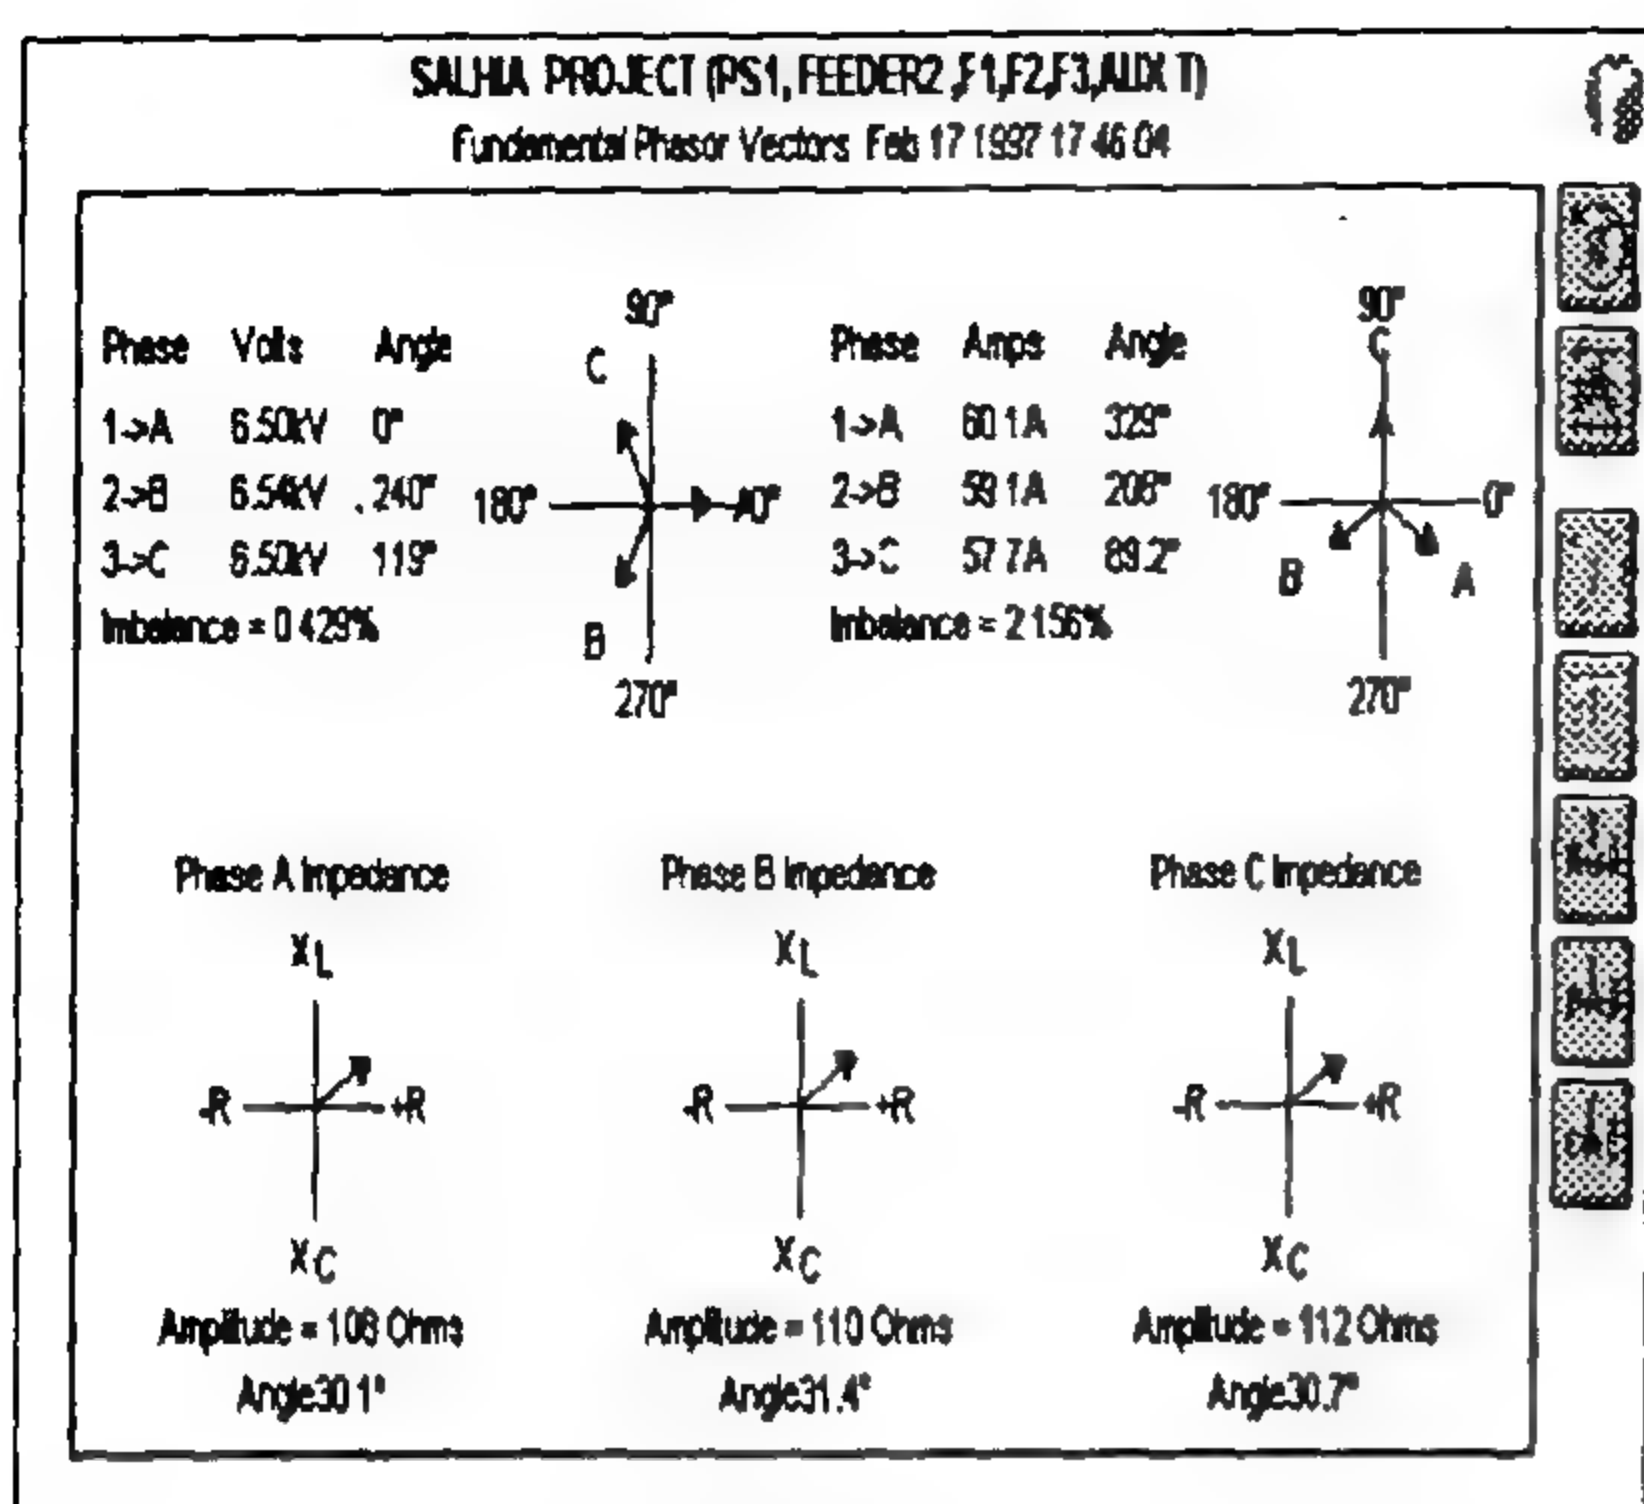 SALHIA PROJECT (PS1, FEEDER2 ,F1,F2,F3,AUX T)
Fundamental Phasor Vectors Feb 17 1997 17 46 04
Phase Volts Angle
1->A 6.50kV 0°
2->B 6.54kV 240°
3->C 6.50kV 119°
Imbalance = 0 429%
90°
C
180°
A0°
B
270°
Phase Amps Angle
1->A 60 1A 329°
2->B 59 1A
3->C 57 7A 89.2°
Imbalance = 2 156%
90°
C
180°
0°
B
A
270°
Phase A Impedance
XL
-R +R
XC
Amplitude = 108 Ohms
Angle30 1°
Phase B Impedance
XL
-R +R
XC
Amplitude = 110 Ohms
Angle31.4°
Phase C Impedance
XL
-R +R
XC
Amplitude = 112 Ohms
Angle30.7°